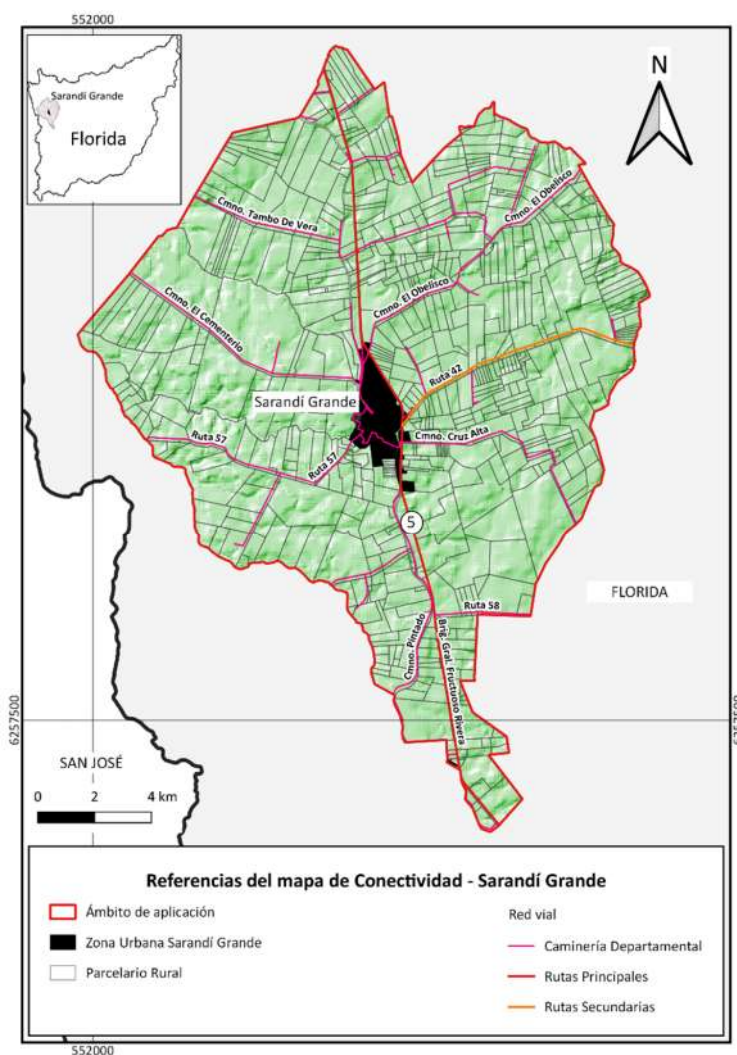 552000
Sarandí Grande
Florida
N
Cmno. Tambo De Vera
Cmno. El Obelisco
Cmno. El Obelisco
Cmno. El Cementerio
Ruta 42
Sarandí Grande
Cmno. Cruz Alta
Ruta 57
Ruta 57
5
FLORIDA
Ruta 58
Cmno. Pintado
Brig. Gral. Fructuoso Rivera
6257500
6257500
SAN JOSÉ
0 2 4 km
Referencias del mapa de Conectividad - Sarandí Grande
Ámbito de aplicación
Zona Urbana Sarandí Grande
Parcelario Rural
Red vial
Caminería Departamental
Rutas Principales
Rutas Secundarias
552000